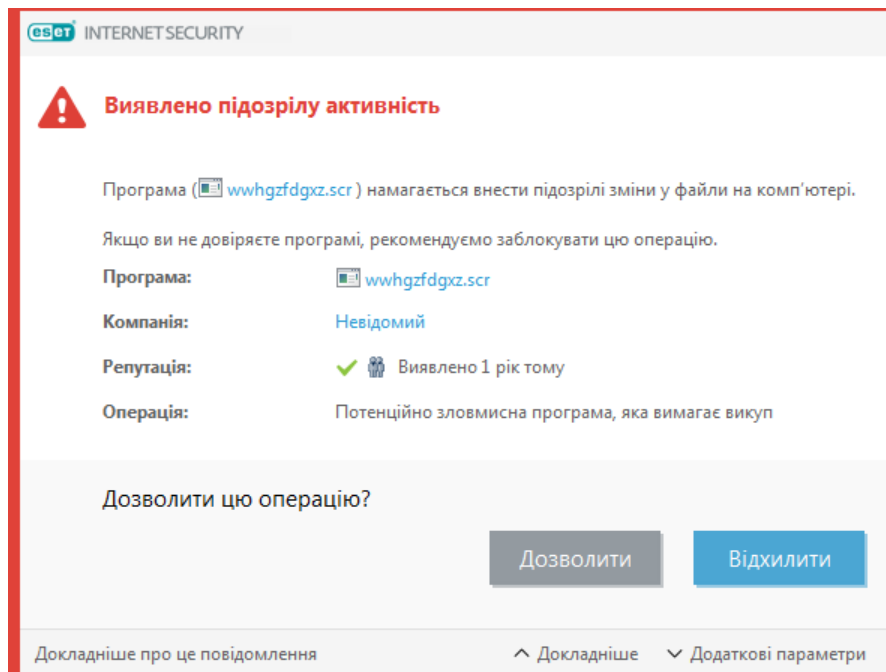 eset INTERNET SECURITY
Виявлено підозрілу активність
Програма ( wwhgzfdgxz.scr ) намагається внести підозрілі зміни у файли на комп'ютері.
Якщо ви не довіряєте програмі, рекомендуємо заблокувати цю операцію.
Програма: wwhgzfdgxz.scr
Компанія: Невідомий
Репутація: Виявлено 1 рік тому
Операція: Потенційно зловмисна програма, яка вимагає викуп
Дозволити цю операцію?
Дозволити Відхилити
Докладніше про це повідомлення Докладніше Додаткові параметри